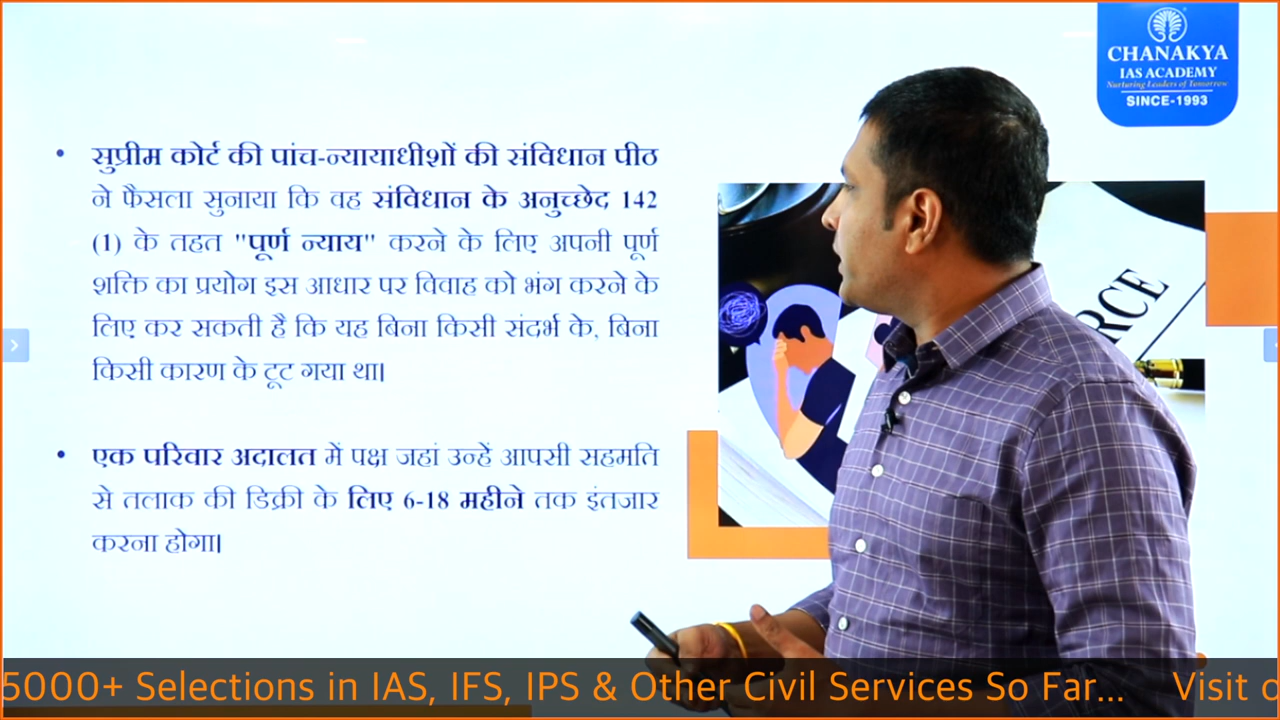 CHANAKYA
IAS ACADEMY
Nurturing Leaders of Tomorrow
SINCE-1993
• सुप्रीम कोर्ट की पांच-न्यायाधीशों की संविधान पीठ
ने फैसला सुनाया कि वह संविधान के अनुच्छेद 142
(1) के तहत "पूर्ण न्याय" करने के लिए अपनी पूर्ण
शक्ति का प्रयोग इस आधार पर विवाह को भंग करने के
लिए कर सकती है कि यह बिना किसी संदर्भ के, बिना
किसी कारण के टूट गया था।
• एक परिवार अदालत में पक्ष जहां उन्हें आपसी सहमति
से तलाक की डिक्री के लिए 6-18 महीने तक इंतजार
करना होगा।
RCE
5000+ Selections in IAS, IFS, IPS & Other Civil Services So Far... Visit